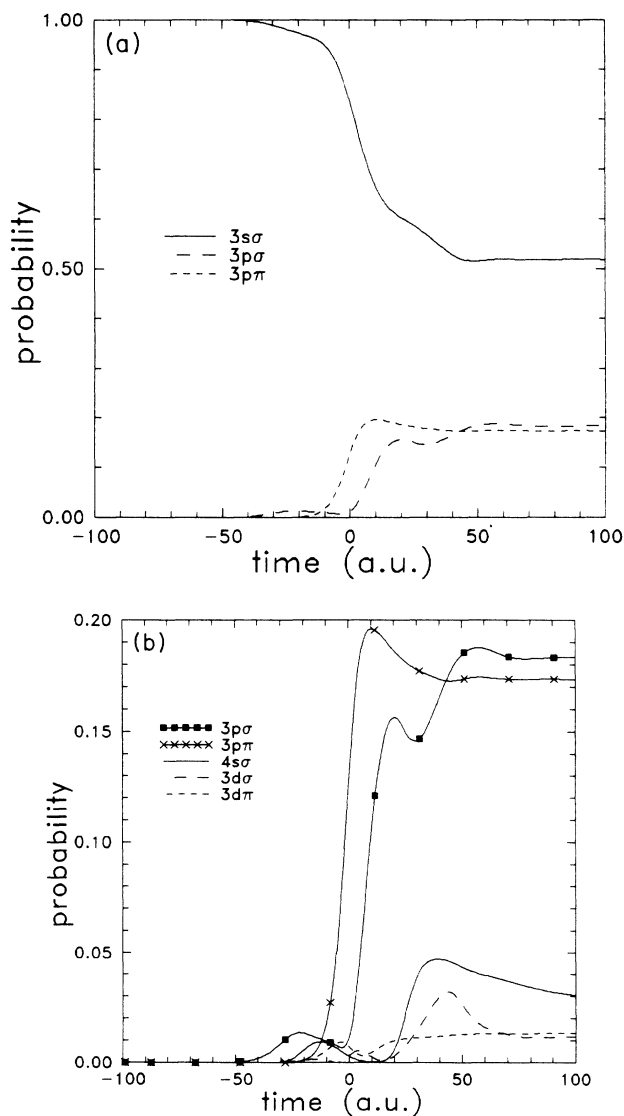 (a)
1.00
0.50
0.00
probability
3sσ
3pσ
3pπ
-100
-50
0
50
100
time (a.u.)
(b)
0.20
0.15
0.10
0.05
0.00
probability
3pσ
3pπ
4sσ
3dσ
3dπ
-100
-50
0
50
100
time (a.u.)